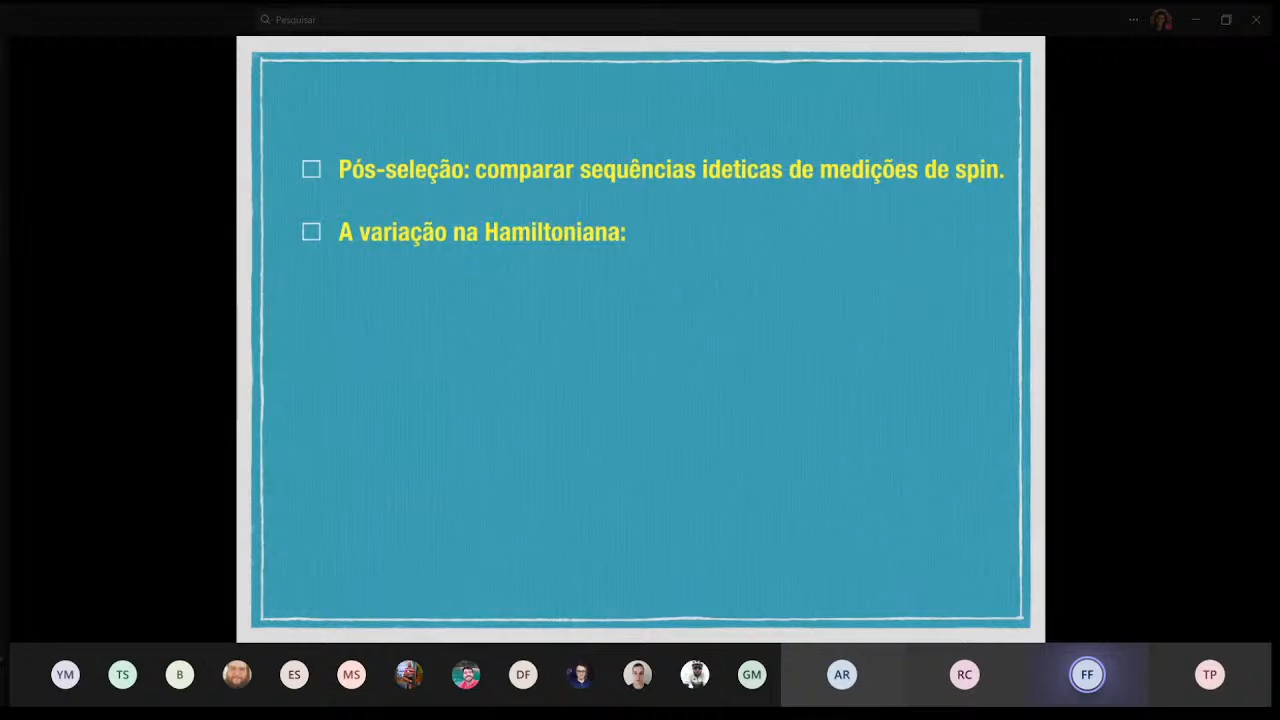 Pesquisar
Pós-seleção: comparar sequências ideticas de medições de spin.
A variação na Hamiltoniana:
YM TS B ES MS DF GM AR RC FF TP